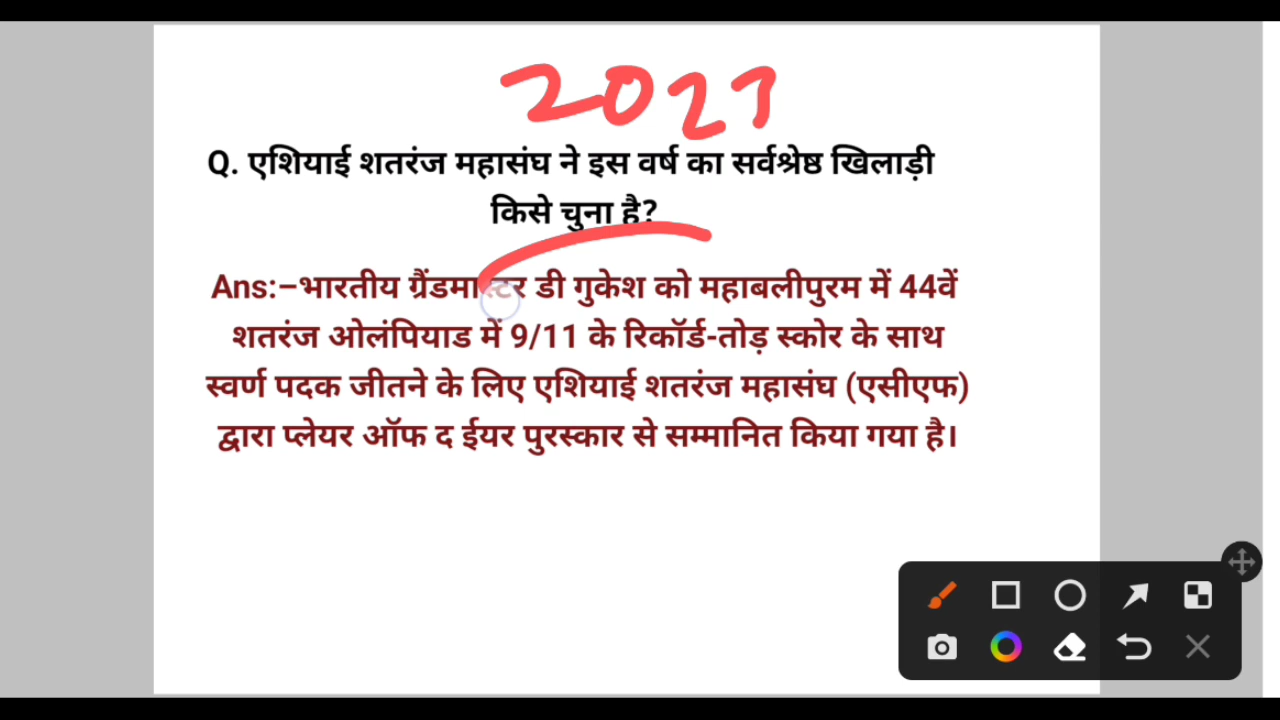 2023
Q. एशियाई शतरंज महासंघ ने इस वर्ष का सर्वश्रेष्ठ खिलाड़ी
किसे चुना है?
Ans:–भारतीय ग्रैंडमास्टर डी गुकेश को महाबलीपुरम में 44वें
शतरंज ओलंपियाड में 9/11 के रिकॉर्ड-तोड़ स्कोर के साथ
स्वर्ण पदक जीतने के लिए एशियाई शतरंज महासंघ (एसीएफ)
द्वारा प्लेयर ऑफ द ईयर पुरस्कार से सम्मानित किया गया है।